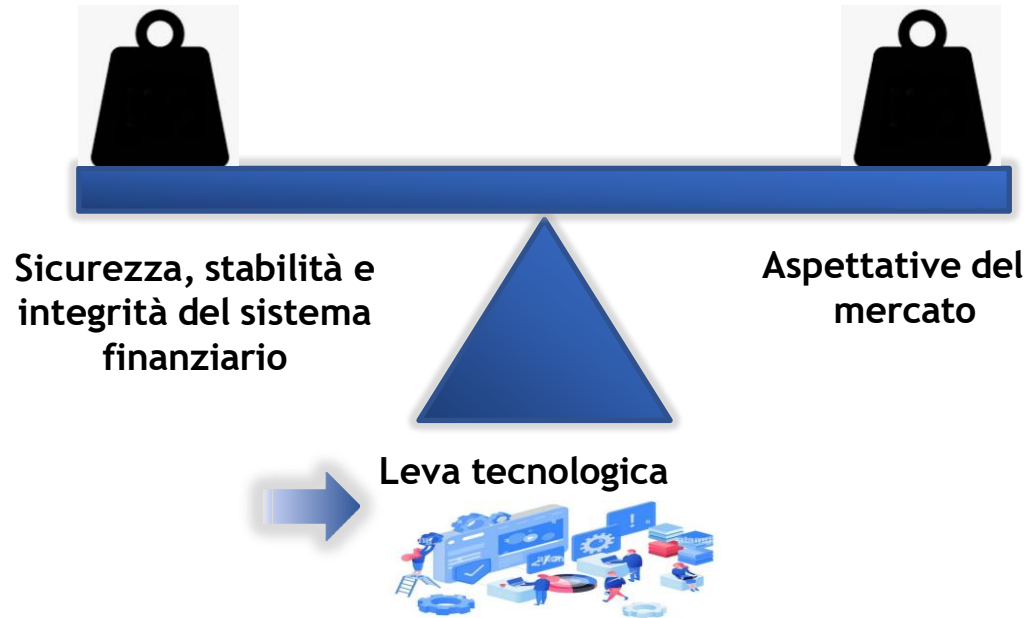 Sicurezza, stabilità e
integrità del sistema
finanziario
Aspettative del
mercato
Leva tecnologica